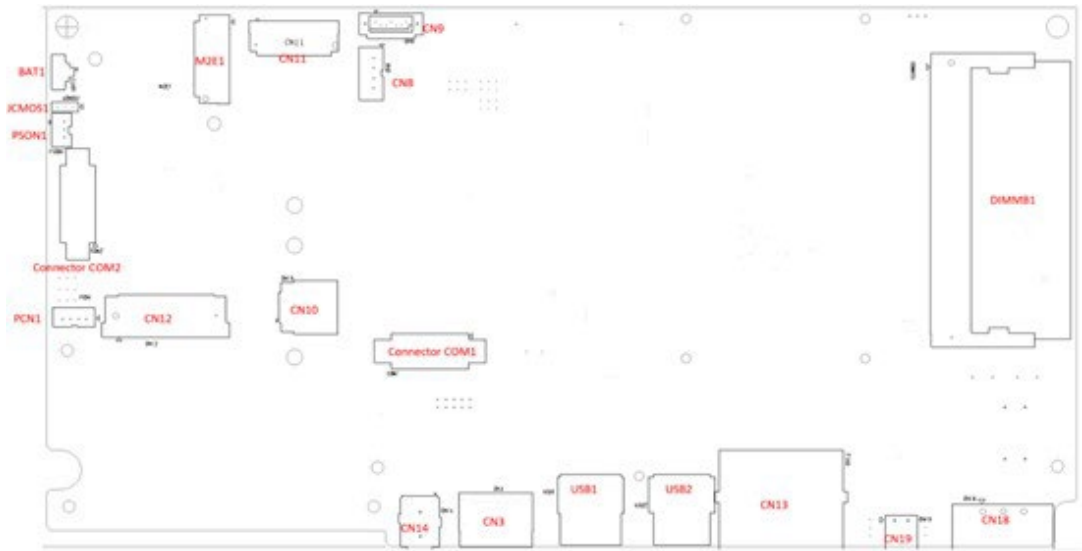 CN9
M2E1
CN11
CN11
BAT1
CN8
JCMOS1
PSON1
DIMMB1
Connector COM2
PCN1
CN12
CN10
Connector COM1
USB1
USB2
CN13
CN14
CN3
CN18
CN19